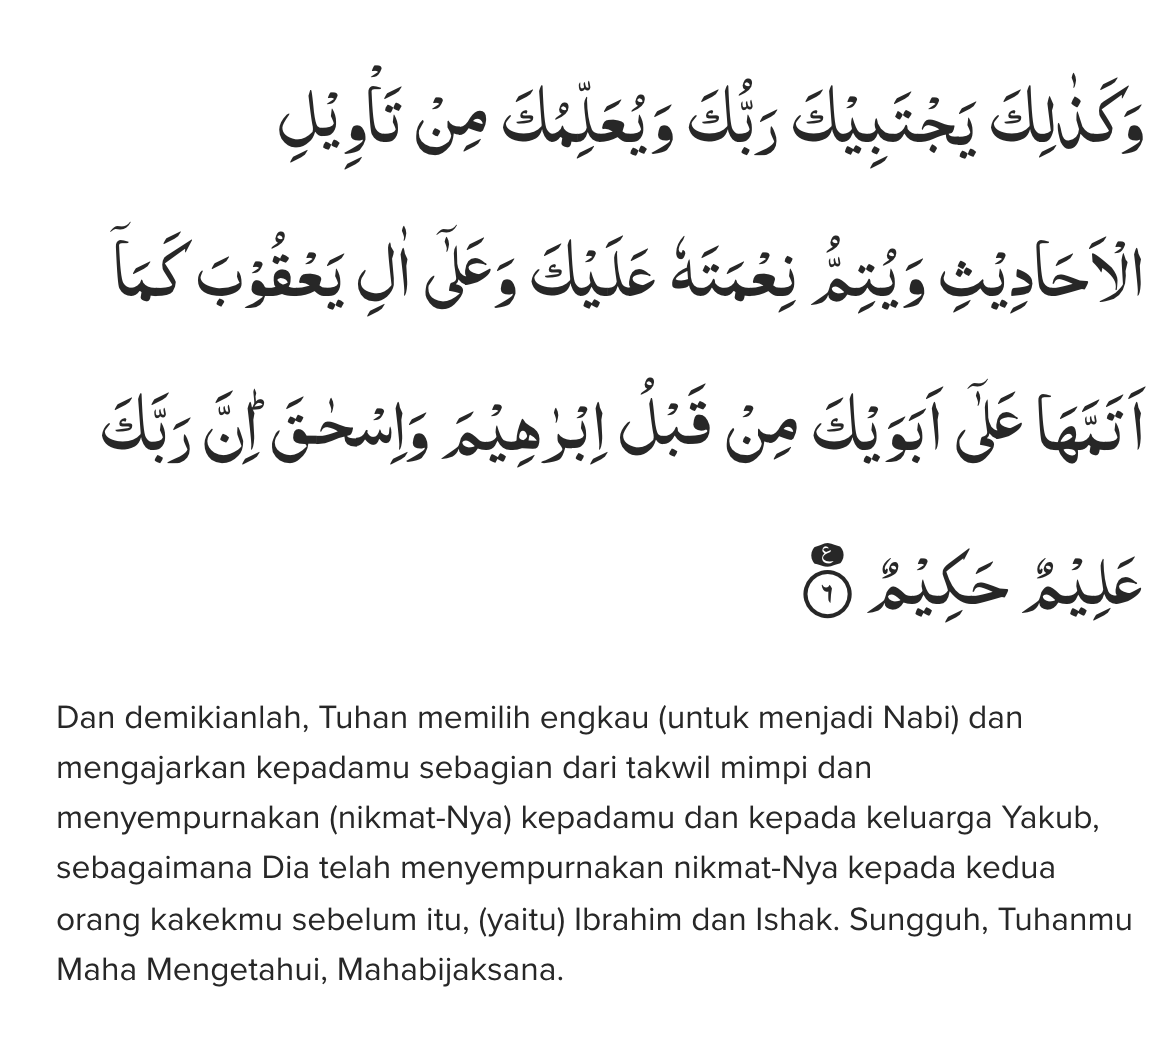 وَكَذٰلِكَ يَجْتَبِيْكَ رَبُّكَ وَيُعَلِّمُكَ مِنْ تَأْوِيْلِ
الْاَحَادِيْثِ وَيُتِمُّ نِعْمَتَهٗ عَلَيْكَ وَعَلٰٓى اٰلِ يَعْقُوْبَ كَمَآ
اَتَمَّهَا عَلٰٓى اَبَوَيْكَ مِنْ قَبْلُ اِبْرٰهِيْمَ وَاِسْحٰقَۗ اِنَّ رَبَّكَ
عَلِيْمٌ حَكِيْمٌ ࣖ ٦
Dan demikianlah, Tuhan memilih engkau (untuk menjadi Nabi) dan
mengajarkan kepadamu sebagian dari takwil mimpi dan
menyempurnakan (nikmat-Nya) kepadamu dan kepada keluarga Yakub,
sebagaimana Dia telah menyempurnakan nikmat-Nya kepada kedua
orang kakekmu sebelum itu, (yaitu) Ibrahim dan Ishak. Sungguh, Tuhanmu
Maha Mengetahui, Mahabijaksana.